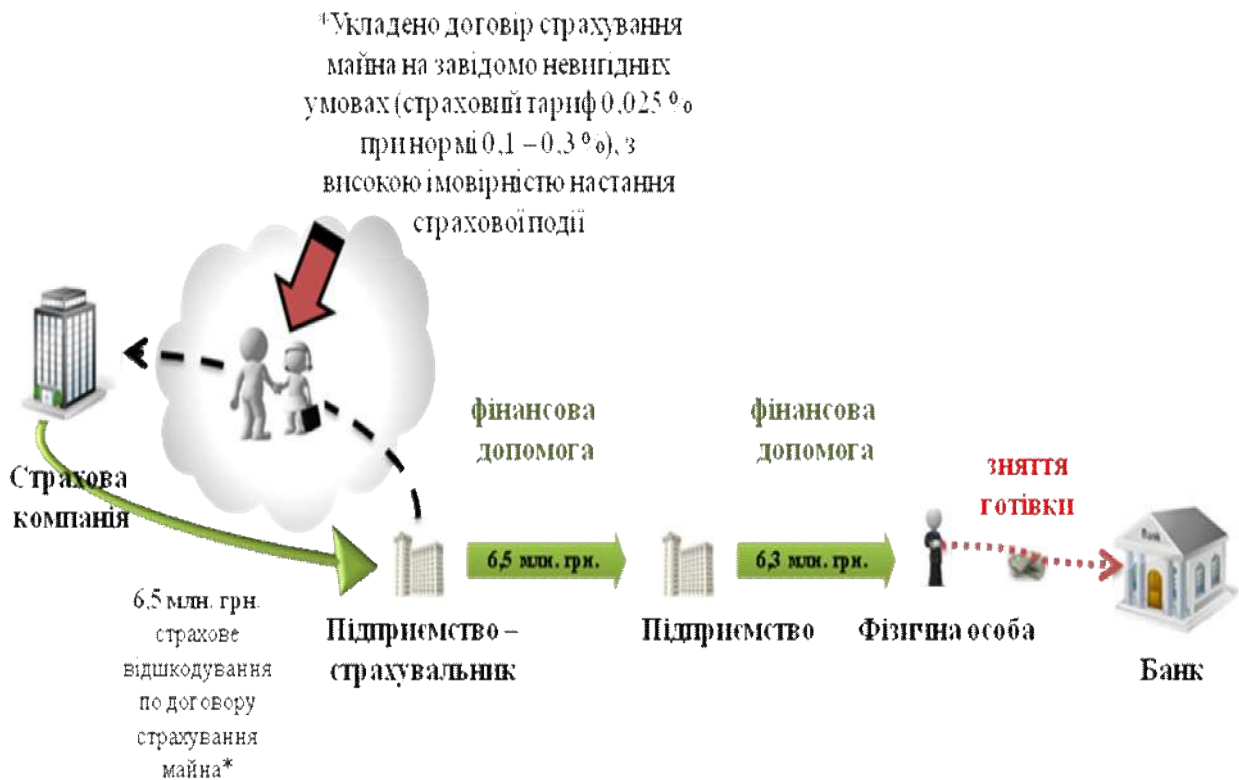 *Укладено договір страхування
майна на завідомо невигідних
умовах (страховий тариф 0,025 %
при нормі 0,1 – 0,3 %), з
високою імовірністю настання
страхової події
фінансова
допомога
фінансова
допомога
зняття
готівки
Страхова
компанія
Bank
6,5 млн. грн.
6,3 млн. грн.
6,5 млн. грн.
страхове
відшкодування
по договору
страхування
майна*
Підприємство –
страхувальник
Підприємство
Фізична особа
Банк